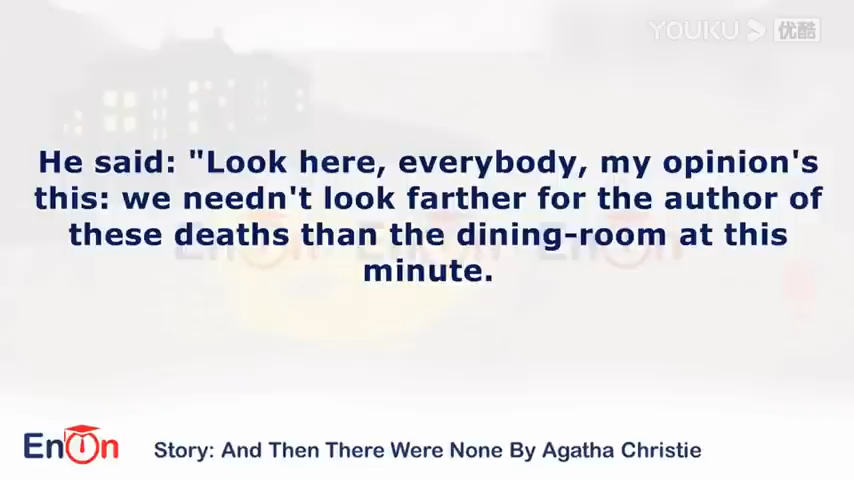 YOUKU 优酷
He said: "Look here, everybody, my opinion's
this: we needn't look farther for the author of
these deaths than the dining-room at this
minute.
EnOn
Story: And Then There Were None By Agatha Christie